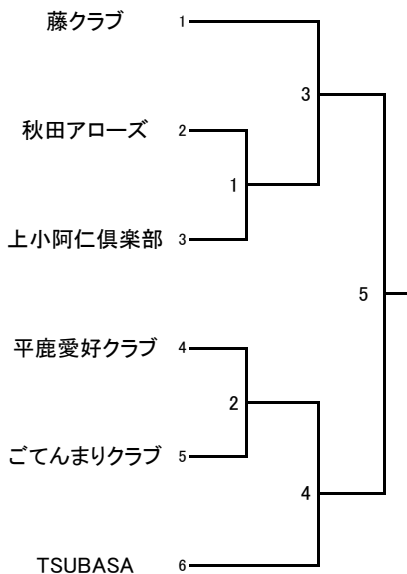 藤クラブ 1
3
秋田アローズ 2
1
上小阿仁倶楽部 3
5
平鹿愛好クラブ 4
2
ごてんまりクラブ 5
4
TSUBASA 6